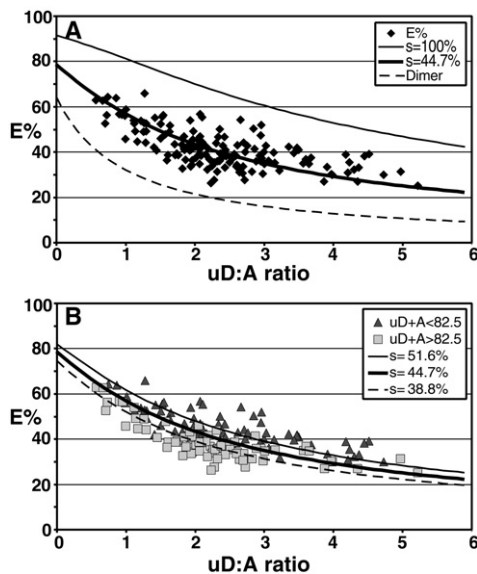 A
100
80
60
40
20
0
E%
0 1 2 3 4 5 6
uD:A ratio
E%
s=100%
s=44.7%
Dimer
B
100
80
60
40
20
0
E%
0 1 2 3 4 5 6
uD:A ratio
uD+A<82.5
uD+A>82.5
s= 51.6%
s= 44.7%
s= 38.8%